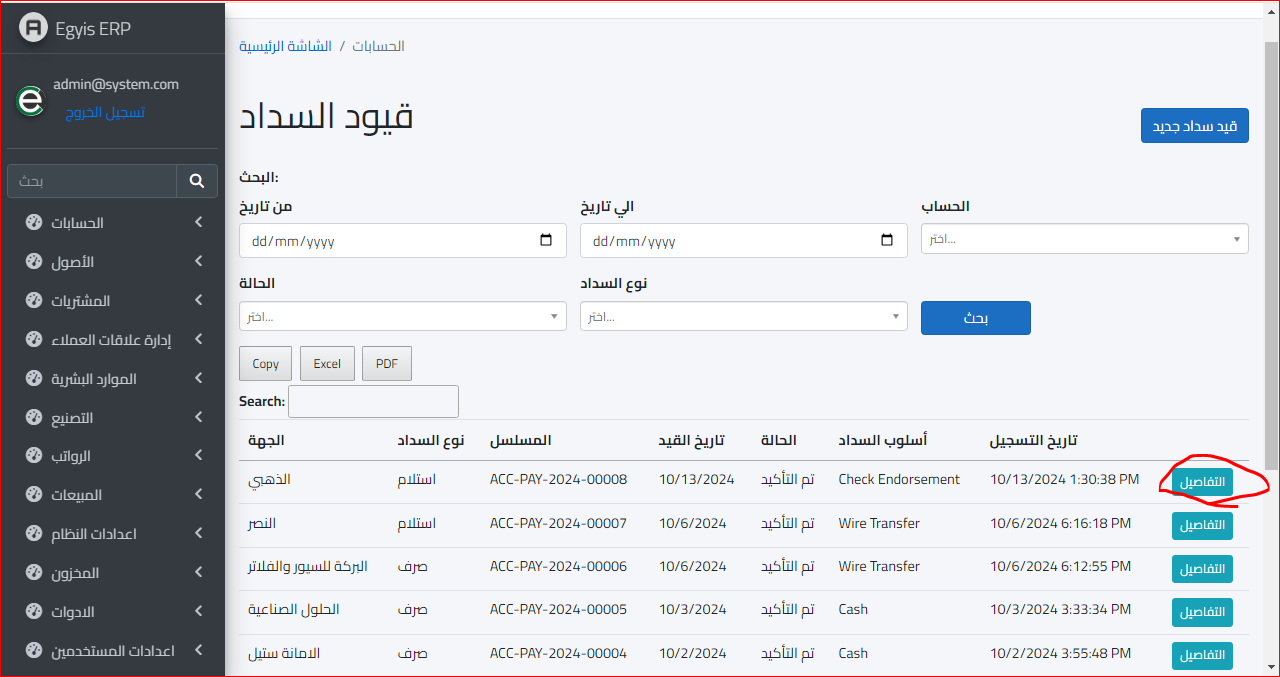 Egyis ERP
admin@system.com
تسجيل الخروج
بحث
الحسابات
الأصول
المشتريات
إدارة علاقات العملاء
الموارد البشرية
التصنيع
الرواتب
المبيعات
اعدادات النظام
المخزون
الادوات
اعدادات المستخدمين
الشاشة الرئيسية / الحسابات
قيود السداد
قيد سداد جديد
البحث:
من تاريخ الي تاريخ الحساب
dd/mm/yyyy dd/mm/yyyy اختر...
الحالة نوع السداد
اختر... اختر... بحث
Copy Excel PDF
Search:
الجهة نوع السداد المسلسل تاريخ القيد الحالة أسلوب السداد تاريخ التسجيل
الذهبي استلام ACC-PAY-2024-00008 10/13/2024 تم التأكيد Check Endorsement 10/13/2024 1:30:38 PM التفاصيل
النصر استلام ACC-PAY-2024-00007 10/6/2024 تم التأكيد Wire Transfer 10/6/2024 6:16:18 PM التفاصيل
البركة للسيور والفلاتر صرف ACC-PAY-2024-00006 10/6/2024 تم التأكيد Wire Transfer 10/6/2024 6:12:55 PM التفاصيل
الحلول الصناعية صرف ACC-PAY-2024-00005 10/3/2024 تم التأكيد Cash 10/3/2024 3:33:34 PM التفاصيل
الامانة ستيل صرف ACC-PAY-2024-00004 10/2/2024 تم التأكيد Cash 10/2/2024 3:55:48 PM التفاصيل